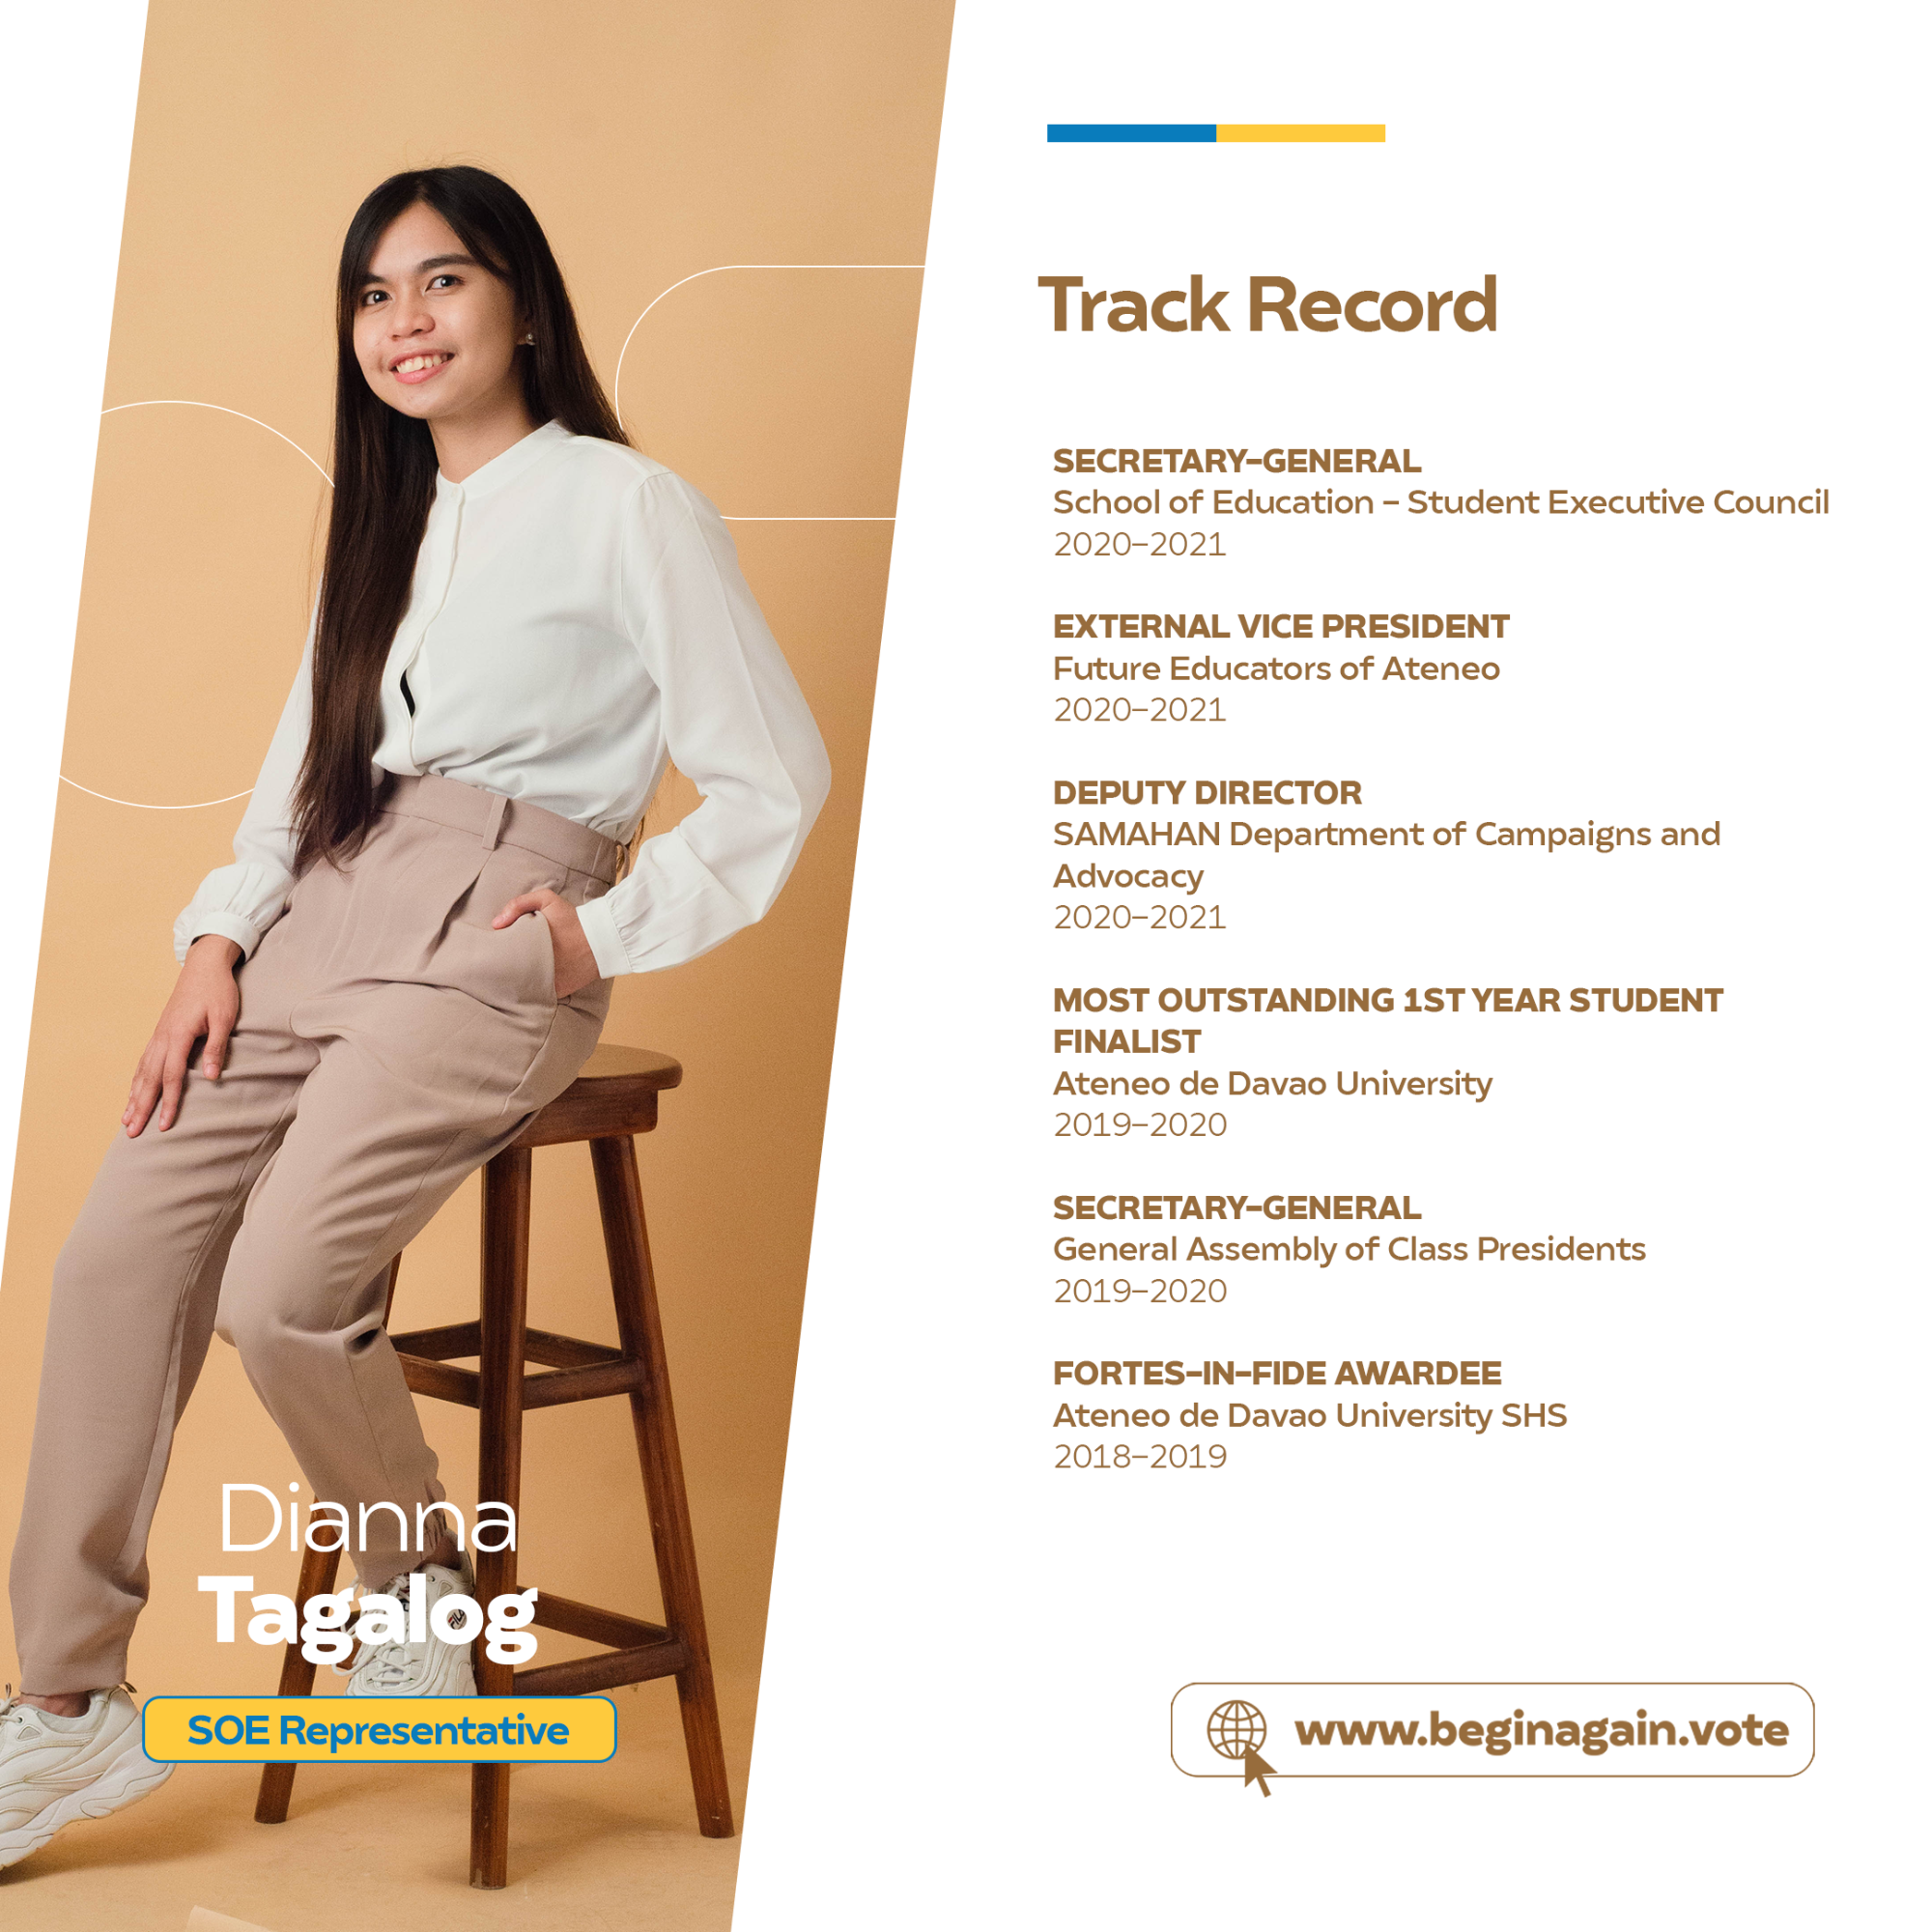 Track Record
SECRETARY-GENERAL
School of Education - Student Executive Council
2020-2021
EXTERNAL VICE PRESIDENT
Future Educators of Ateneo
2020-2021
DEPUTY DIRECTOR
SAMAHAN Department of Campaigns and
Advocacy
2020-2021
MOST OUTSTANDING 1ST YEAR STUDENT
FINALIST
Ateneo de Davao University
2019-2020
SECRETARY-GENERAL
General Assembly of Class Presidents
2019-2020
FORTES-IN-FIDE AWARDEE
Ateneo de Davao University SHS
2018-2019
Dianna
Tagalog
SOE Representative
www.beginagain.vote